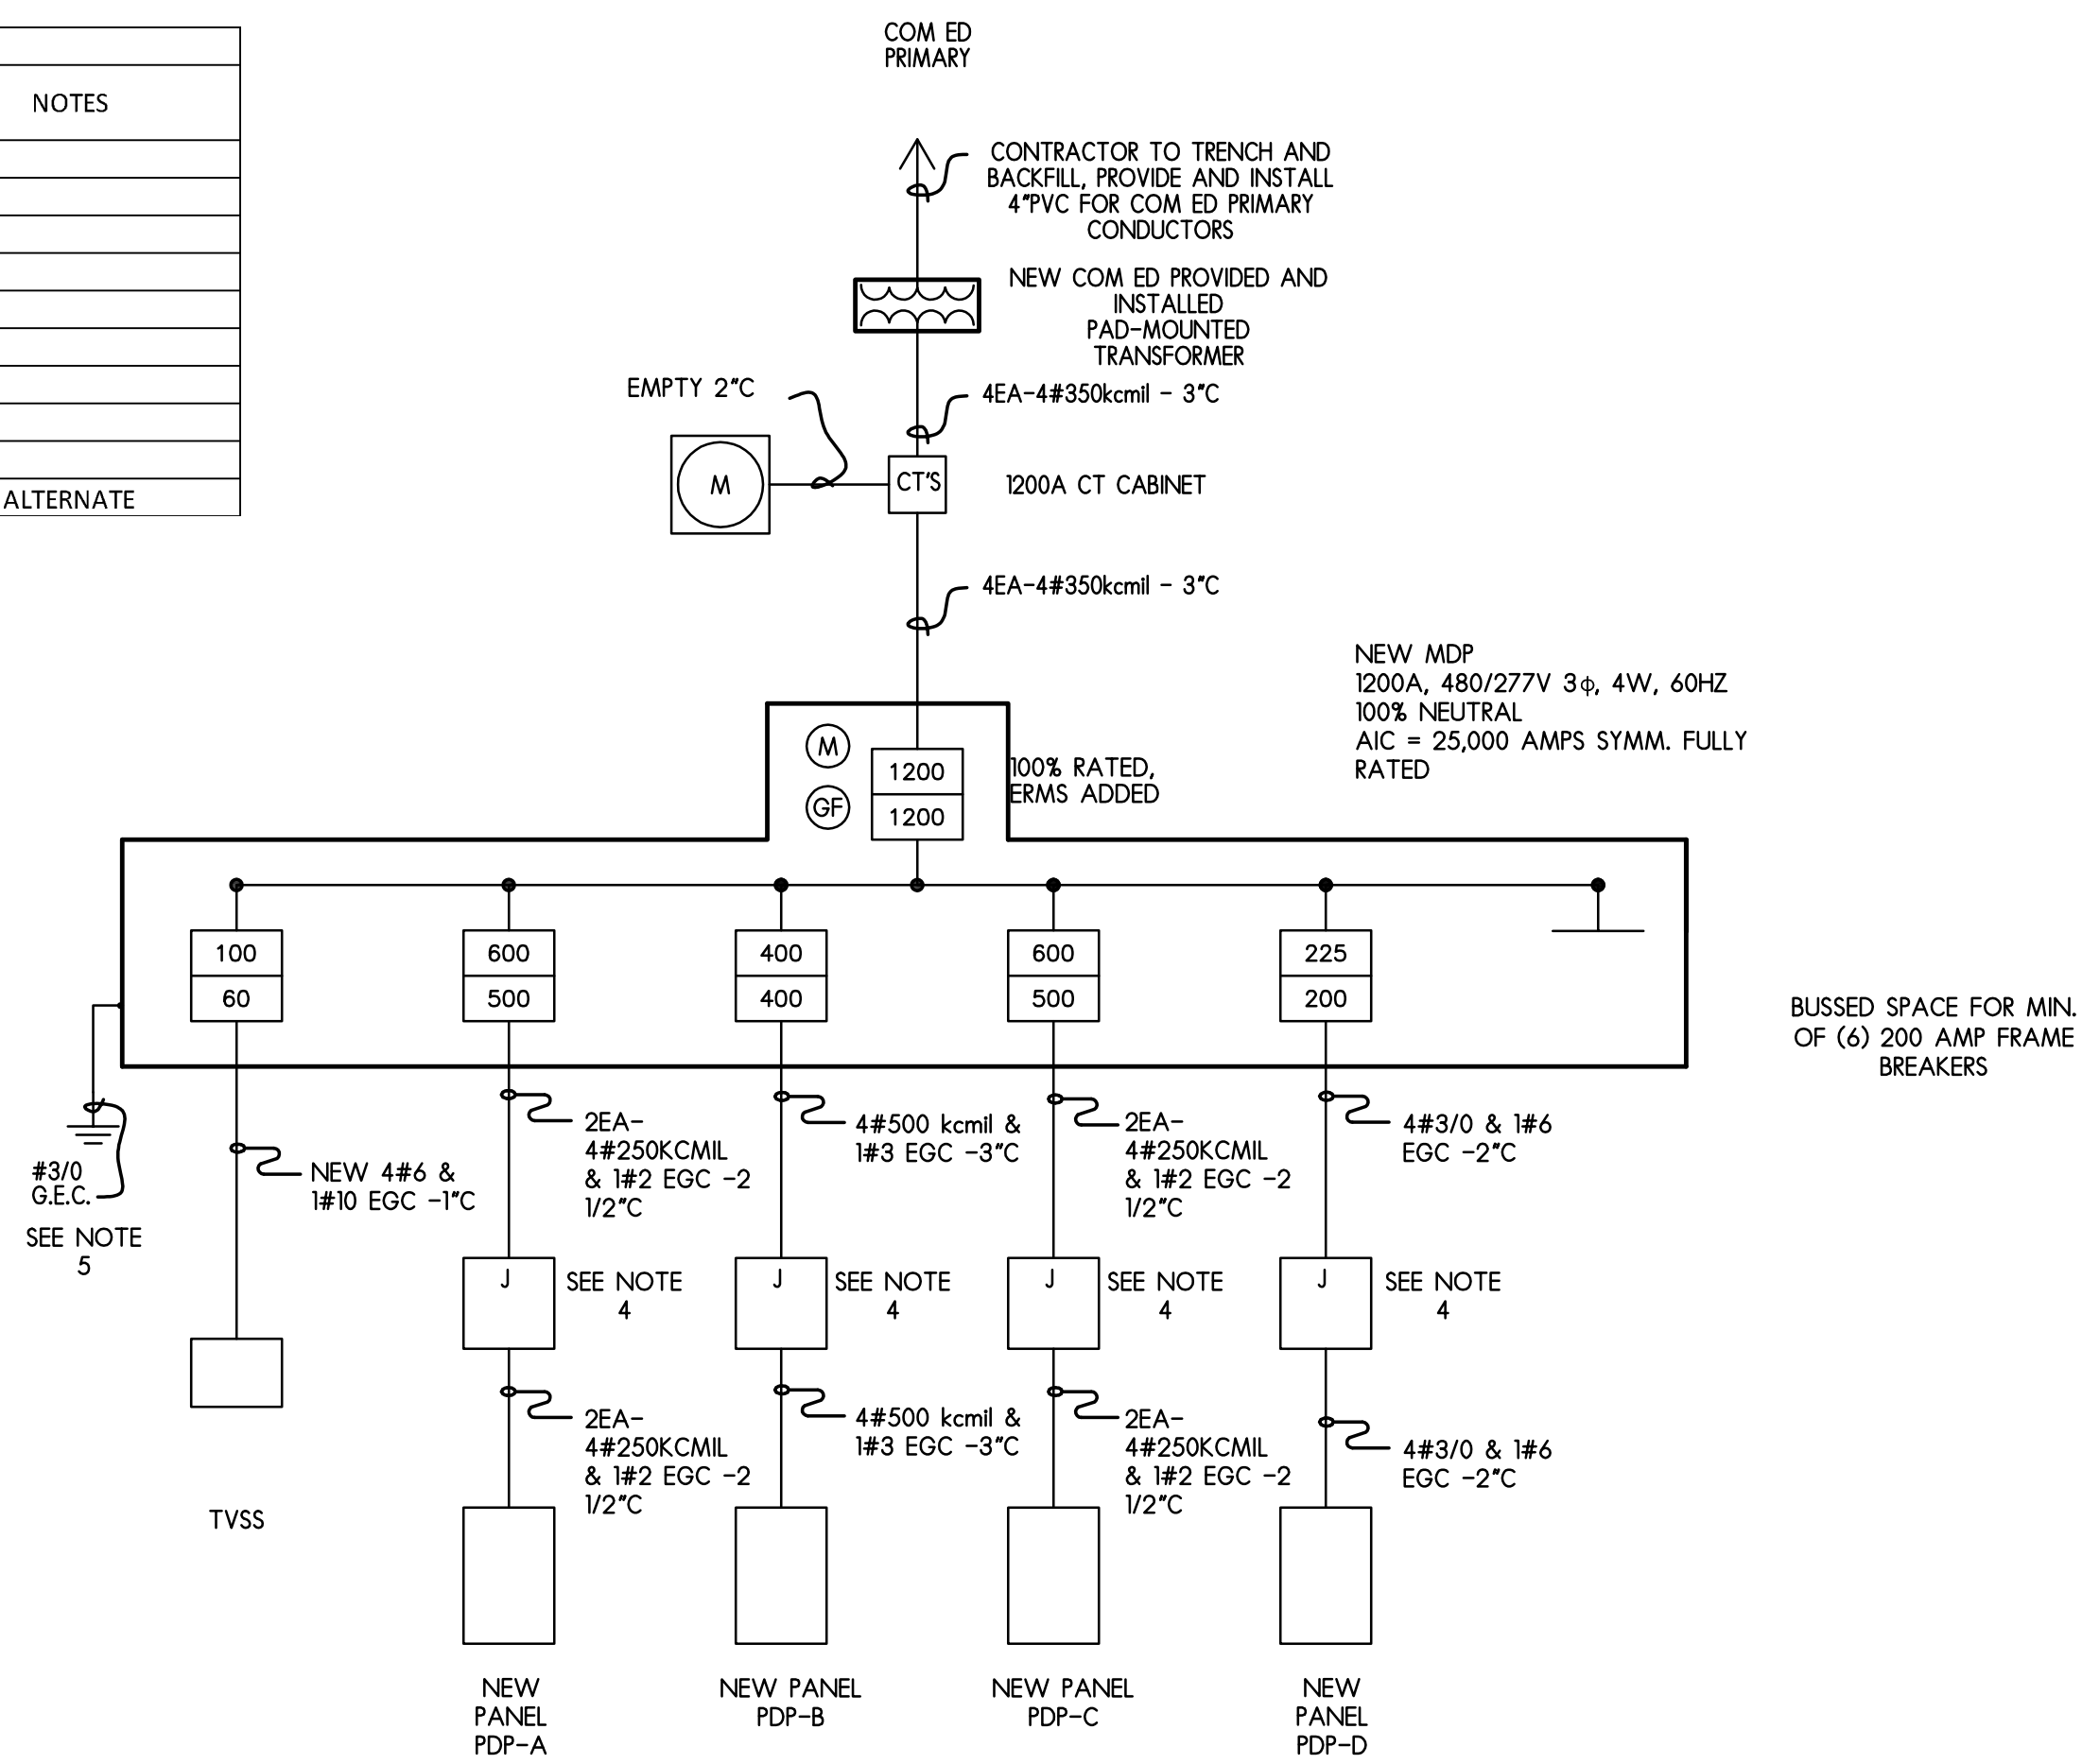 NOTES
ALTERNATE
COM ED
PRIMARY
CONTRACTOR TO TRENCH AND
BACKFILL, PROVIDE AND INSTALL
4"PVC FOR COM ED PRIMARY
CONDUCTORS
NEW COM ED PROVIDED AND
INSTALLED
PAD-MOUNTED
TRANSFORMER
EMPTY 2"C
4EA-4#350kcmil - 3"C
M
CT'S
1200A CT CABINET
4EA-4#350kcmil - 3"C
NEW MDP
1200A, 480/277V 3ϕ, 4W, 60HZ
100% NEUTRAL
AIC = 25,000 AMPS SYMM. FULLY
RATED
M
GF
1200
1200
100% RATED,
ERMS ADDED
100
60
600
500
400
400
600
500
225
200
BUSSED SPACE FOR MIN.
OF (6) 200 AMP FRAME
BREAKERS
#3/0
G.E.C.
SEE NOTE
5
NEW 4#6 &
1#10 EGC -1"C
2EA-
4#250KCMIL
& 1#2 EGC -2
1/2"C
4#500 kcmil &
1#3 EGC -3"C
2EA-
4#250KCMIL
& 1#2 EGC -2
1/2"C
4#3/0 & 1#6
EGC -2"C
J
SEE NOTE
4
J
SEE NOTE
4
J
SEE NOTE
4
J
SEE NOTE
4
2EA-
4#250KCMIL
& 1#2 EGC -2
1/2"C
4#500 kcmil &
1#3 EGC -3"C
2EA-
4#250KCMIL
& 1#2 EGC -2
1/2"C
4#3/0 & 1#6
EGC -2"C
TVSS
NEW
PANEL
PDP-A
NEW PANEL
PDP-B
NEW PANEL
PDP-C
NEW
PANEL
PDP-D